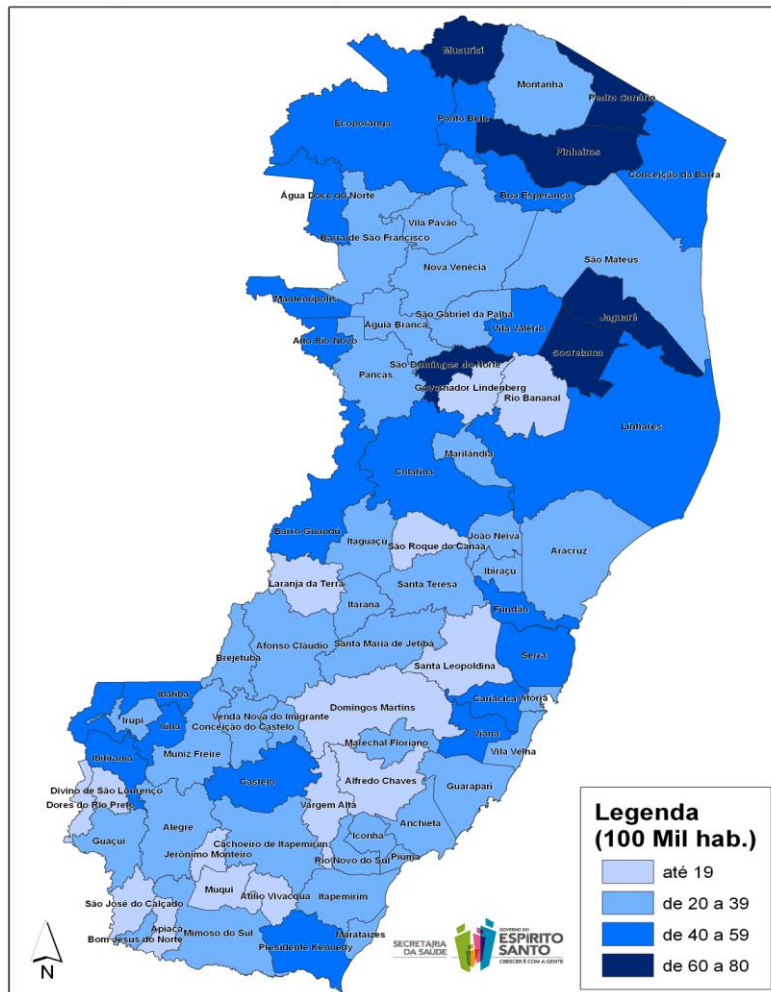 Mucurici
Montanha
Pedro Canário
Ecoporanga
Ponto Belo
Pinheiros
Conceição da Barra
Água Doce do Norte
Boa Esperança
Vila Pavão
Barra de São Francisco
São Mateus
Nova Venécia
Mantenópolis
São Gabriel da Palha
Jaguaré
Águia Branca
Vila Valério
Alto Rio Novo
Sooretama
São Domingos do Norte
Pancas
Governador Lindenberg
Rio Bananal
Linhares
Marilândia
Colatina
Baixo Guandú
Itaguaçú
João Neiva
São Roque do Canaã
Aracruz
Ibiraçú
Laranja da Terra
Santa Teresa
Itarana
Fundão
Afonso Cláudio
Santa Maria de Jetibá
Brejetuba
Serra
Santa Leopoldina
Ibatiba
Cariacica
Vitória
Domingos Martins
Irupi
Iúna
Venda Nova do Imigrante
Conceição do Castelo
Viana
Marechal Floriano
Vila Velha
Ibitirama
Muniz Freire
Castelo
Alfredo Chaves
Guarapari
Divino de São Lourenço
Dores do Rio Preto
Vargem Alta
Anchieta
Alegre
Iconha
Guaçuí
Cachoeiro de Itapemirim
Jerônimo Monteiro
Rio Novo do Sul
Piuma
Muqui
Atílio Vivacqua
Itapemirim
São José do Calçado
Apiacá
Bom Jesus do Norte
Mimoso do Sul
Marataizes
Presidente Kennedy
N
SECRETARIA
DA SAÚDE
GOVERNO DO
ESPÍRITO
SANTO
CRESCER É COM A GENTE
Legenda
(100 Mil hab.)
até 19
de 20 a 39
de 40 a 59
de 60 a 80